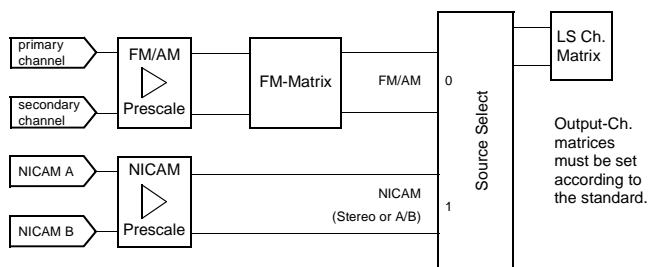 primary
channel
secondary
channel
FM/AM
Prescale
FM-Matrix
FM/AM
0
NICAM A
NICAM B
NICAM
Prescale
NICAM
(Stereo or A/B)
1
Source Select
LS Ch.
Matrix
Output-Ch.
matrices
must be set
according to
the standard.